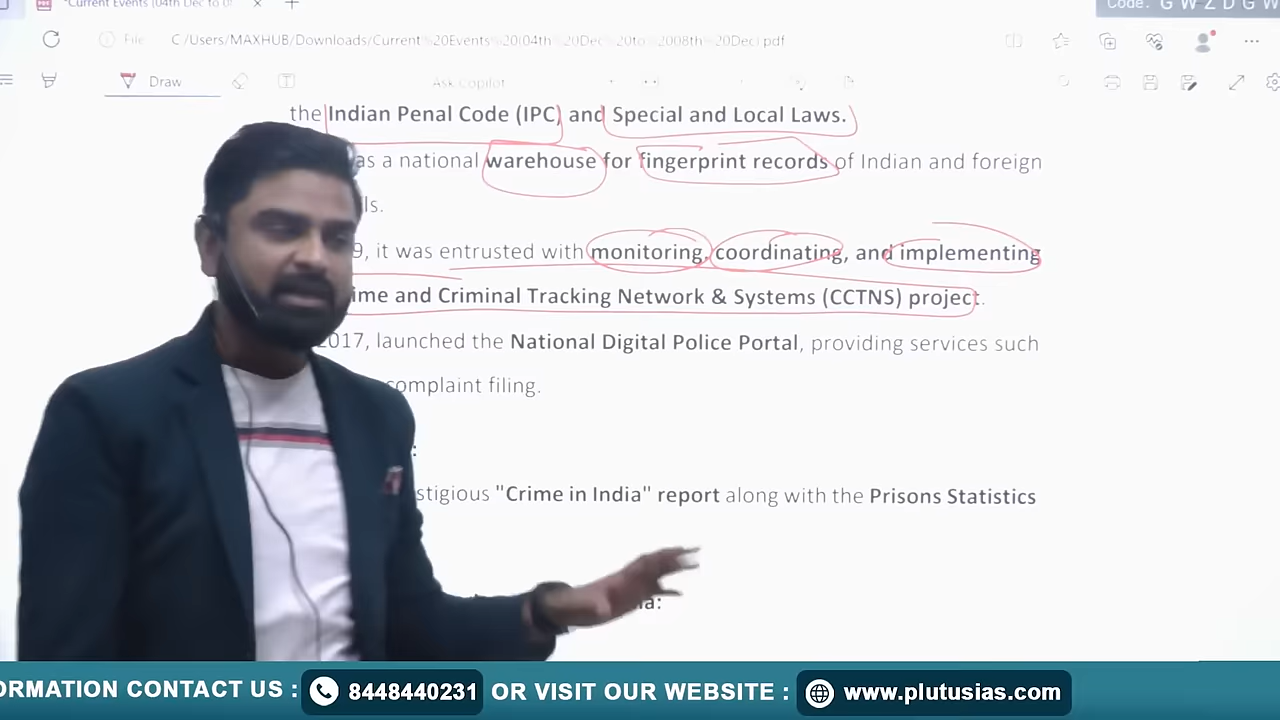 *Current Events (04th Dec to 0
Code: G W Z D G W
File C:/Users/MAXHUB/Downloads/Current%20Events%20(04th%20Dec%20to%2008th%20Dec).pdf
Draw
Ask Copilot
the Indian Penal Code (IPC) and Special and Local Laws.
as a national warehouse for fingerprint records of Indian and foreign
ls.
9, it was entrusted with monitoring, coordinating, and implementing
ime and Criminal Tracking Network & Systems (CCTNS) project.
2017, launched the National Digital Police Portal, providing services such
complaint filing.
:
stigious "Crime in India" report along with the Prisons Statistics
ia:
ORMATION CONTACT US : 8448440231 OR VISIT OUR WEBSITE : www.plutusias.com